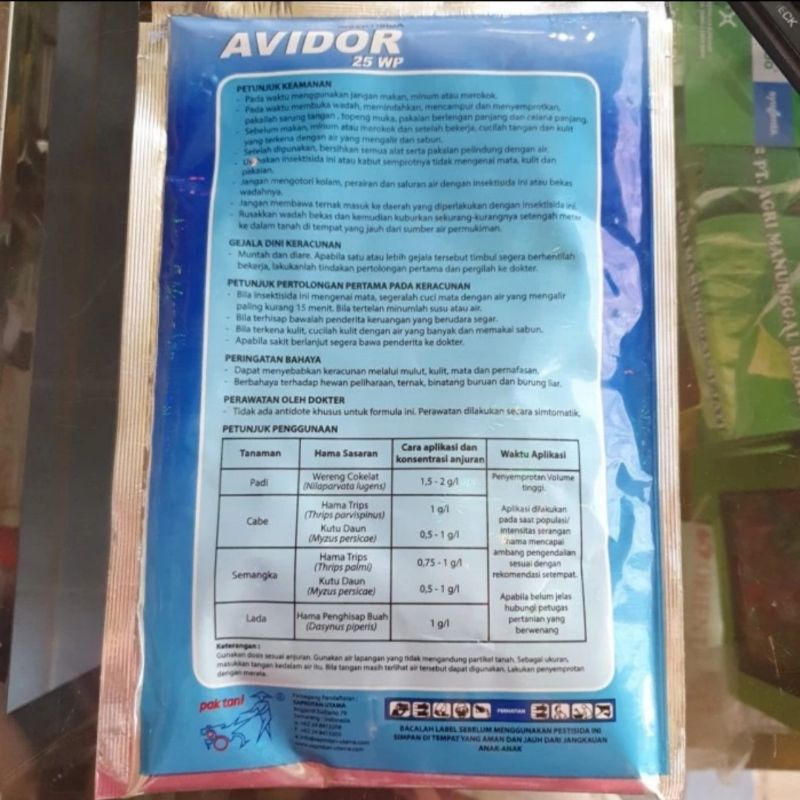 INSEKTISIDA
AVIDOR
25 WP
PETUNJUK KEAMANAN
- Pada waktu menggunakan jangan makan, minum atau merokok.
- Pada waktu membuka wadah, memindahkan, mencampur dan menyemprotkan,
pakailah sarung tangan , topeng muka, pakaian berlengan panjang dan celana panjang.
- Sebelum makan, minum atau merokok dan setelah bekerja, cucilah tangan dan kulit
yang terkena dengan air yang mengalir dan sabun.
- Setelah digunakan, bersihkan semua alat serta pakaian pelindung dengan air.
- Usahakan insektisida ini atau kabut semprotnya tidak mengenai mata, kulit dan
pakaian.
- Jangan mengotori kolam, perairan dan saluran air dengan insektisida ini atau bekas
wadahnya.
- Jangan membawa ternak masuk ke daerah yang diperlakukan dengan insektisida ini.
- Rusakkan wadah bekas dan kemudian kuburkan sekurang-kurangnya setengah meter
ke dalam tanah di tempat yang jauh dari sumber air permukiman.
GEJALA DINI KERACUNAN
- Muntah dan diare. Apabila satu atau lebih gejala tersebut timbul segera berhentilah
bekerja, lakukanlah tindakan pertolongan pertama dan pergilah ke dokter.
PETUNJUK PERTOLONGAN PERTAMA PADA KERACUNAN
- Bila insektisida ini mengenai mata, segeralah cuci mata dengan air yang mengalir
paling kurang 15 menit. Bila tertelan minumlah susu atau air.
- Bila terhisap bawalah penderita keruangan yang berudara segar.
- Bila terkena kulit, cucilah kulit dengan air yang banyak dan memakai sabun.
- Apabila sakit berlanjut segera bawa penderita ke dokter.
PERINGATAN BAHAYA
- Dapat menyebabkan keracunan melalui mulut, kulit, mata dan pernafasan.
- Berbahaya terhadap hewan peliharaan, ternak, binatang buruan dan burung liar.
PERAWATAN OLEH DOKTER
- Tidak ada antidote khusus untuk formula ini. Perawatan dilakukan secara simtomatik.
PETUNJUK PENGGUNAAN
Tanaman Hama Sasaran Cara aplikasi dan konsentrasi anjuran Waktu Aplikasi
Padi Wereng Cokelat (Nilaparvata lugens) 1,5 - 2 g/l
Cabe Hama Trips (Thrips parvispinus) 1 g/l
Kutu Daun (Myzus persicae) 0,5 - 1 g/l
Semangka Hama Trips (Thrips palmi) 0,75 - 1 g/l
Kutu Daun (Myzus persicae) 0,5 - 1 g/l
Lada Hama Penghisap Buah (Dasynus piperis) 1 g/l
Penyemprotan Volume
tinggi.
Aplikasi dilakukan
pada saat populasi/
intensitas serangan
hama mencapai
ambang pengendalian
sesuai dengan
rekomendasi setempat.
Apabila belum jelas
hubungi petugas
pertanian yang
berwenang
Keterangan :
Gunakan dosis sesuai anjuran. Gunakan air lapangan yang tidak mengandung partikel tanah. Sebagai ukuran,
masukkan tangan kedalam air itu. Bila tangan masih terlihat air tersebut dapat digunakan. Lakukan penyemprotan
dengan merata.
pak tani ®
Pemegang Pendaftaran :
SAPROTAN UTAMA
Semarang - Indonesia
PERHATIAN
BACALAH LABEL SEBELUM MENGGUNAKAN PESTISIDA INI
SIMPAN DI TEMPAT YANG AMAN DAN JAUH DARI JANGKAUAN
ANAK-ANAK
ECK
syngenta